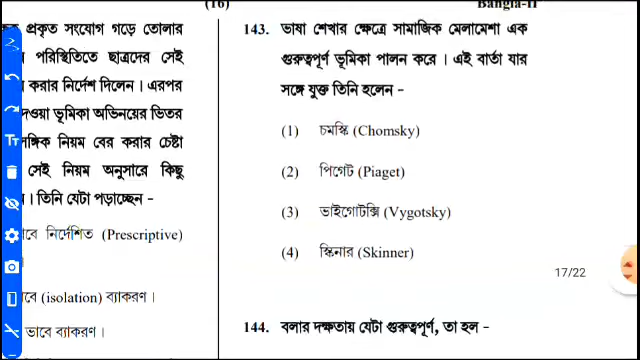 (16)
Bangla-II
প্রকৃত সংযোগ গড়ে তোলার
পরিস্থিতিতে ছাত্রদের সেই
করার নির্দেশ দিলেন। এরপর
দেওয়া ভূমিকা অভিনয়ের ভিতর
নিয়ম বের করার চেষ্টা
সেই নিয়ম অনুসারে কিছু
। তিনি যেটা পড়াচ্ছেন –
নির্দেশিত (Prescriptive)
(isolation) ব্যাকরণ।
ভাবে ব্যাকরণ।
143. ভাষা শেখার ক্ষেত্রে সামাজিক মেলামেশা এক
গুরুত্বপূর্ণ ভূমিকা পালন করে। এই বার্তা যার
সঙ্গে যুক্ত তিনি হলেন –
(1) চমস্কি (Chomsky)
(2) পিগেট (Piaget)
(3) ভাইগোটক্সি (Vygotsky)
(4) স্কিনার (Skinner)
17/22
144. বলার দক্ষতায় যেটা গুরুত্বপূর্ণ, তা হল –